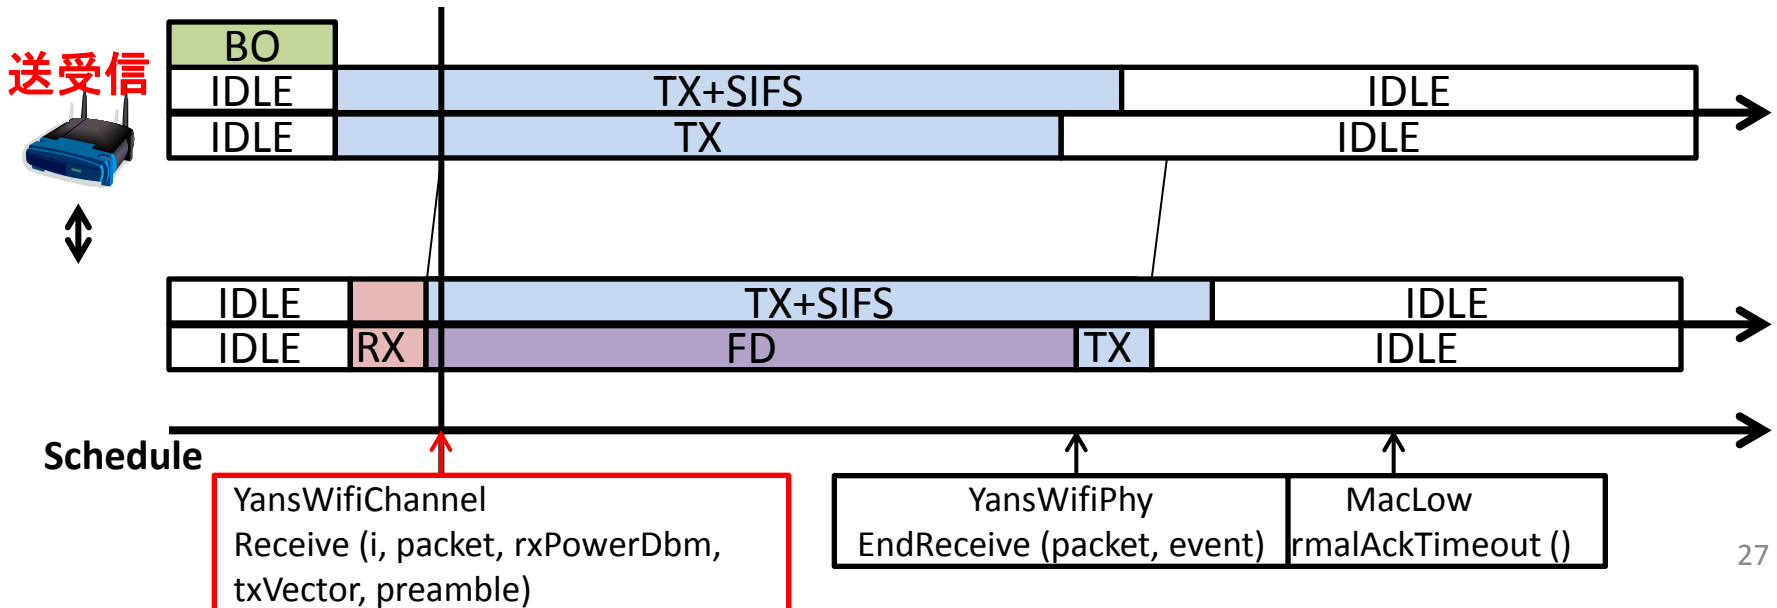 BO
送受信
IDLE TX+SIFS IDLE
IDLE TX IDLE
IDLE TX+SIFS IDLE
IDLE RX FD TX IDLE
Schedule
YansWifiChannel
Receive (i, packet, rxPowerDbm,
txVector, preamble)
YansWifiPhy
EndReceive (packet, event)
MacLow
rmalAckTimeout ()
27